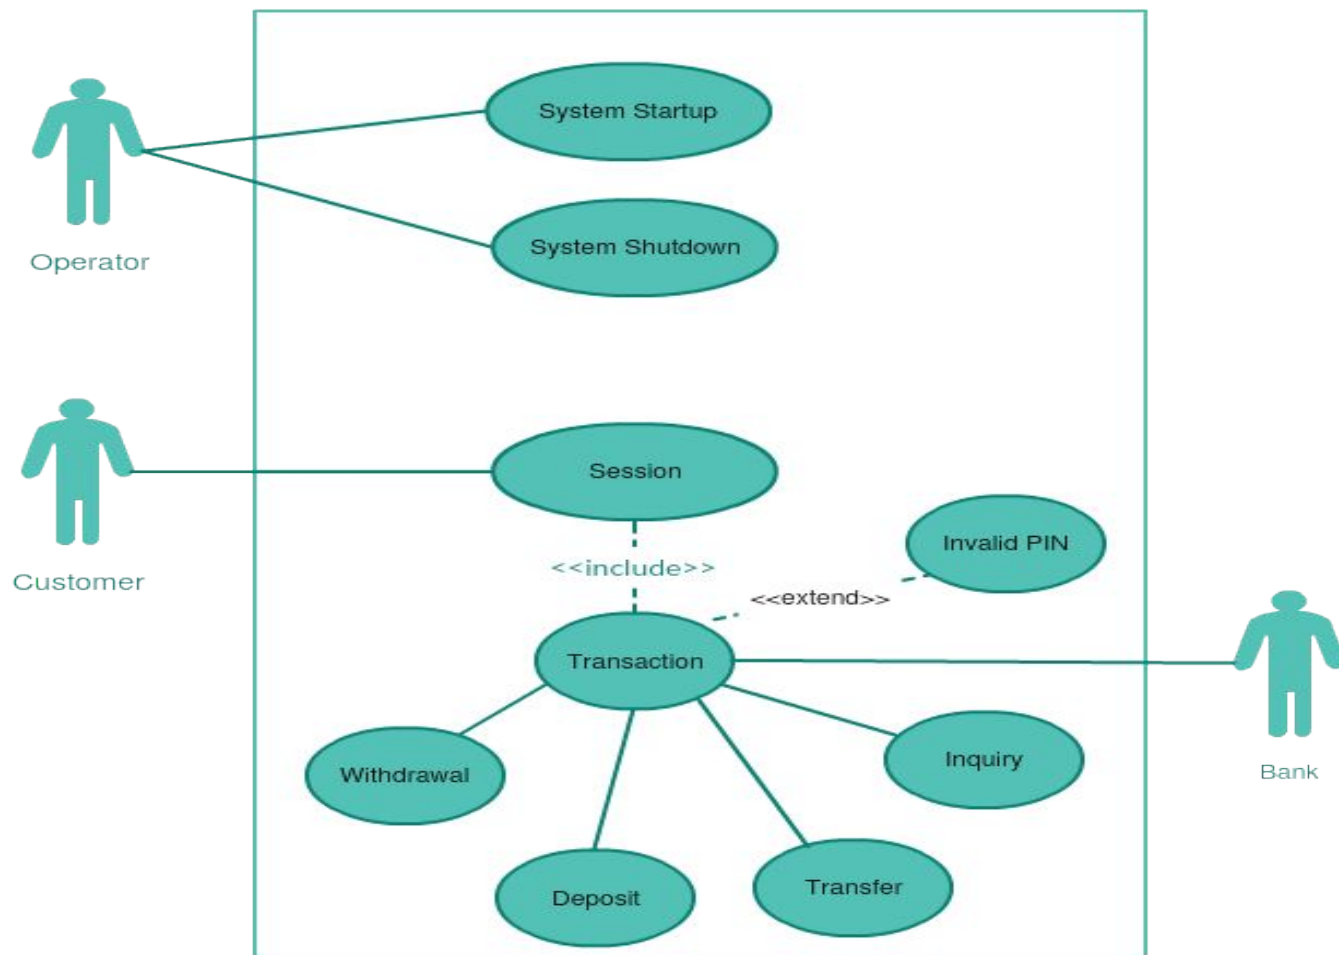 System Startup
System Shutdown
Operator
Session
Invalid PIN
<<include>>
Customer
<<extend>>
Transaction
Withdrawal
Inquiry
Bank
Deposit
Transfer